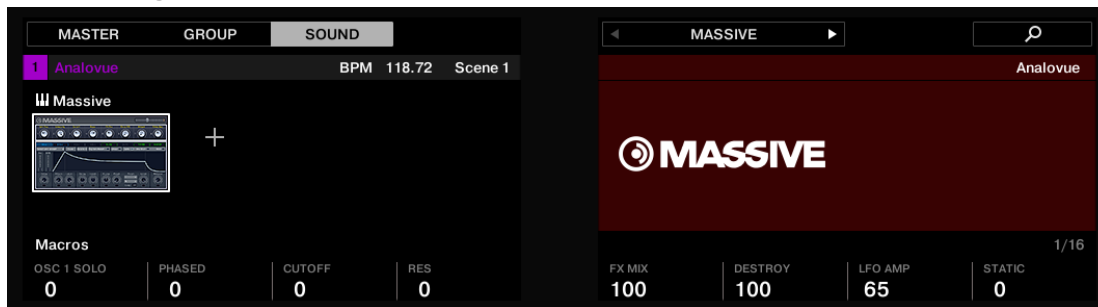 MASTER GROUP SOUND
1 Analovue BPM 118.72 Scene 1
Massive
MASSIVE
Macros
OSC 1 SOLO PHASED CUTOFF RES
0 0 0 0
MASSIVE
Analovue
MASSIVE
1/16
FX MIX DESTROY LFO AMP STATIC
100 100 65 0